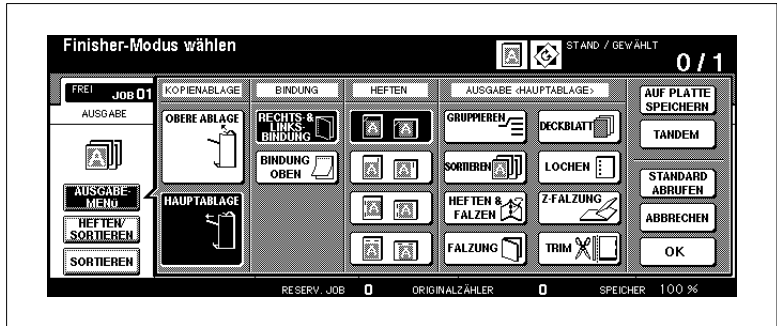 Finisher-Modus wählen
STAND / GEWÄHLT
0 / 1
FREI JOB 01
AUSGABE
AUSGABE-
MENÜ
HEFTEN/
SORTIEREN
SORTIEREN
KOPIENABLAGE
OBERE ABLAGE
HAUPTABLAGE
BINDUNG
RECHTS- &
LINKS-
BINDUNG
BINDUNG
OBEN
HEFTEN
AUSGABE <HAUPTABLAGE>
GRUPPIEREN
DECKBLATT
SORTIEREN
LOCHEN
HEFTEN &
FALZEN
Z-FALZUNG
FALZUNG
TRIM
AUF PLATTE
SPEICHERN
TANDEM
STANDARD
ABRUFEN
ABBRECHEN
OK
RESERV. JOB 0 ORIGINALZÄHLER 0 SPEICHER 100 %